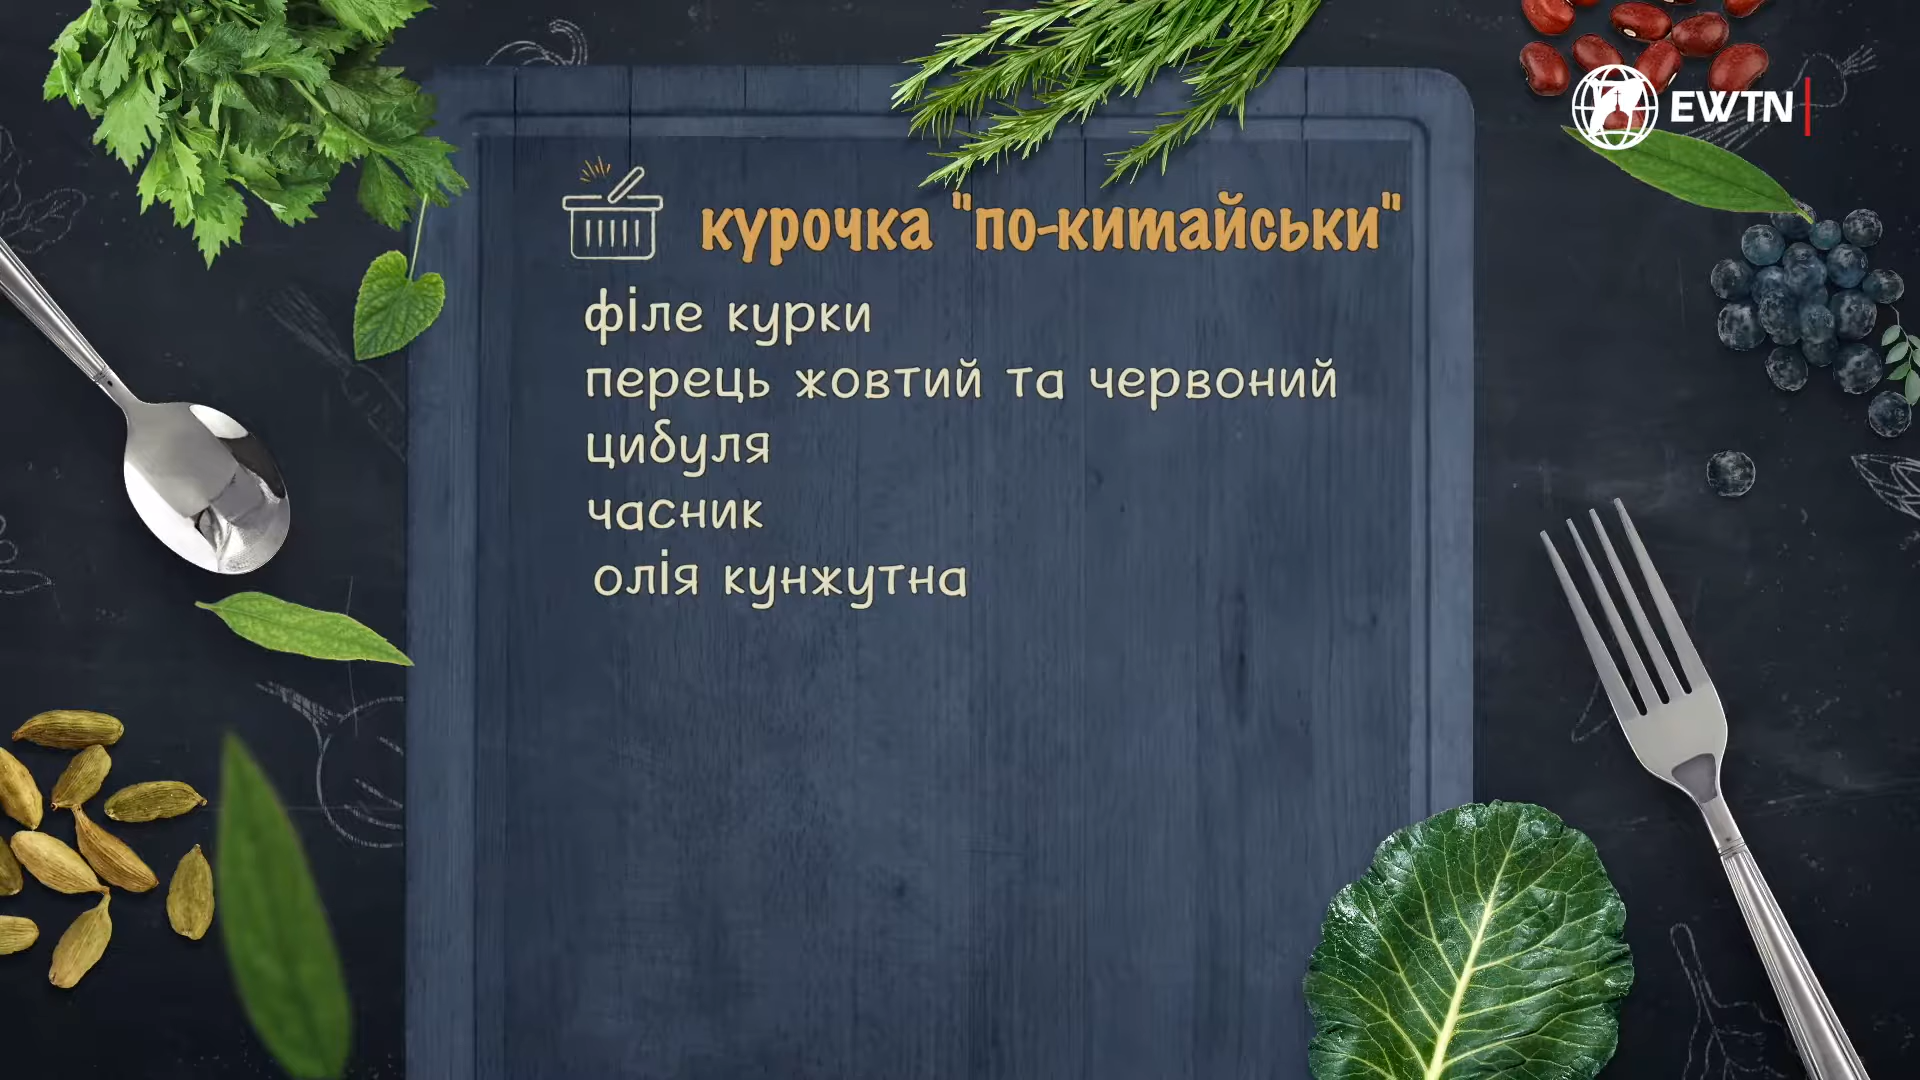 EWTN
курочка "по-китайськи"
філе курки
перець жовтий та червоний
цибуля
часник
олія кунжутна